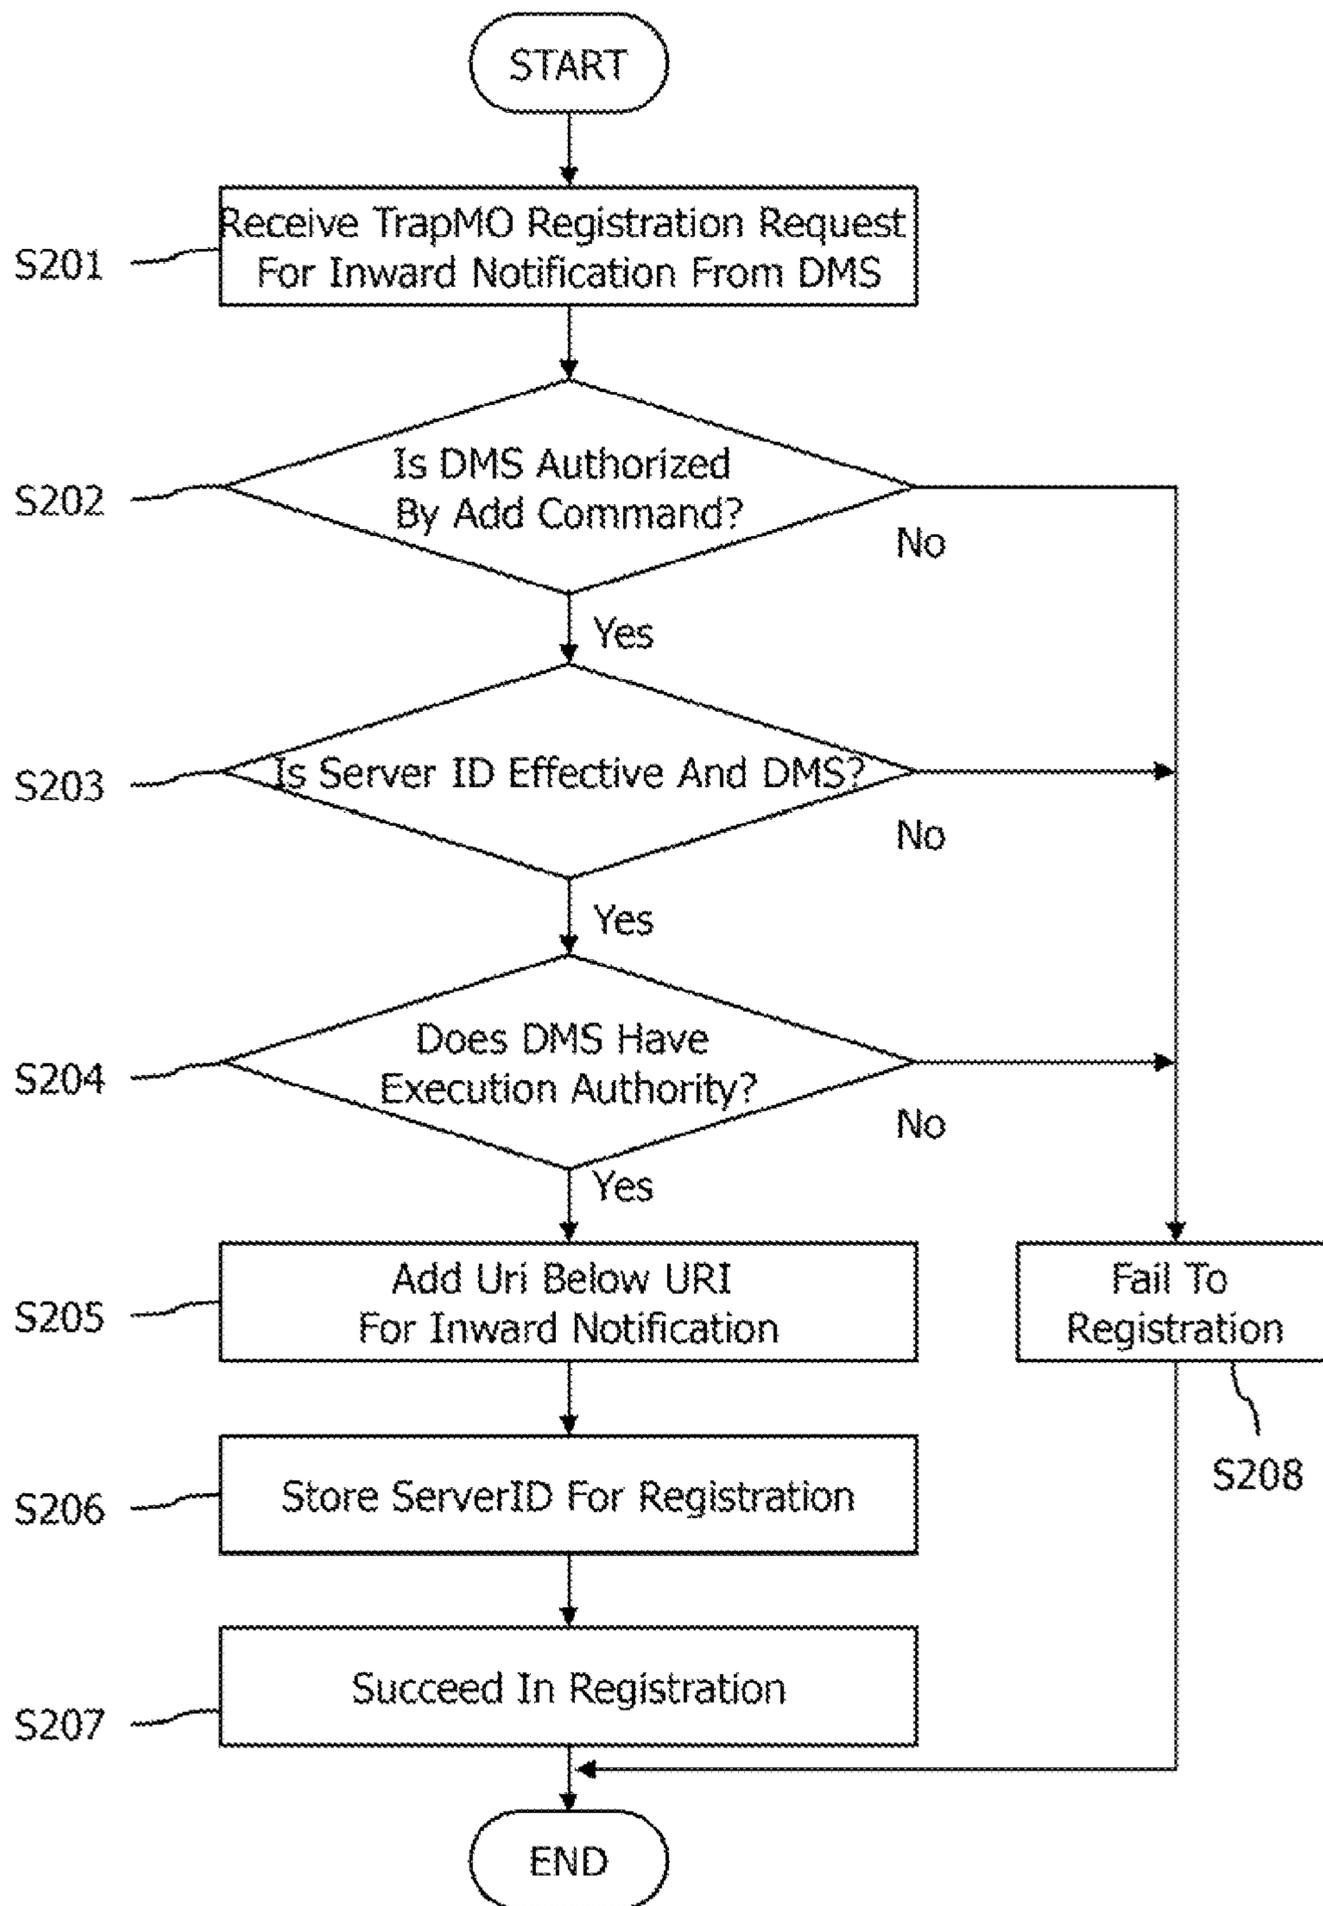 START
Receive TrapMO Registration Request
For Inward Notification From DMS
S201
Is DMS Authorized
By Add Command?
S202
No
Yes
Is Server ID Effective And DMS?
S203
No
Yes
Does DMS Have
Execution Authority?
S204
No
Yes
Add Uri Below URI
For Inward Notification
S205
Fail To
Registration
S208
Store ServerID For Registration
S206
Succeed In Registration
S207
END